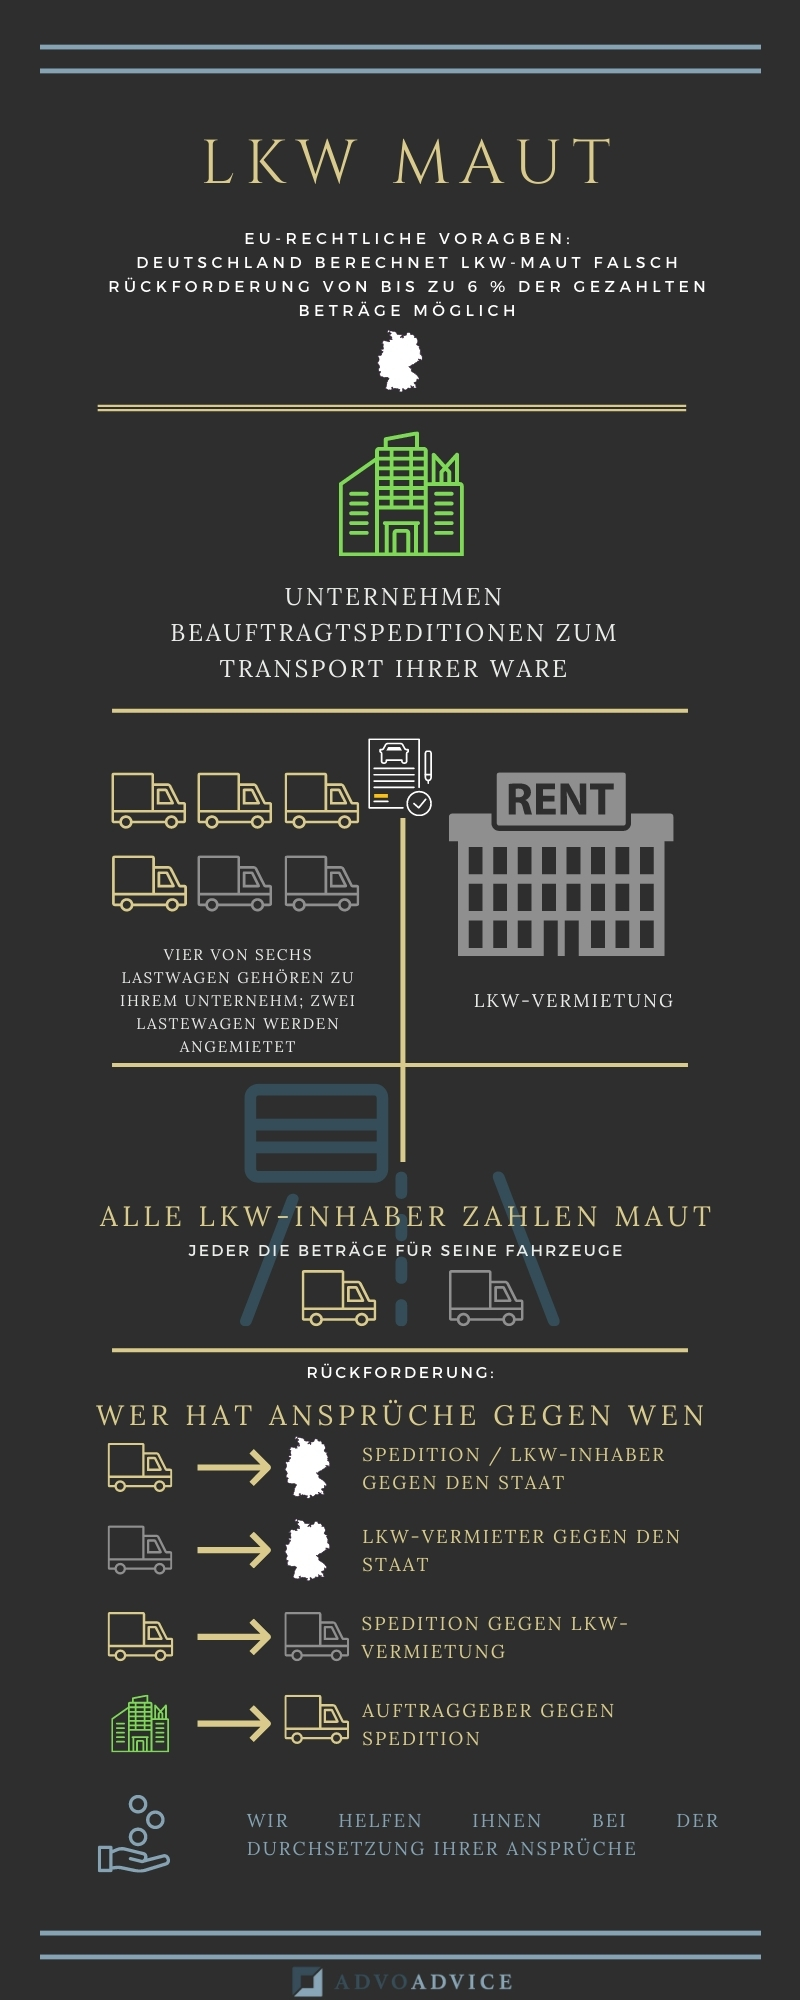 LKW MAUT
EU-RECHTLICHE VORAGBEN:
DEUTSCHLAND BERECHNET LKW-MAUT FALSCH
RÜCKFORDERUNG VON BIS ZU 6 % DER GEZAHLTEN
BETRÄGE MÖGLICH
UNTERNEHMEN
BEAUFTRAGTSPEDITIONEN ZUM
TRANSPORT IHRER WARE
RENT
VIER VON SECHS
LASTWAGEN GEHÖREN ZU
IHREM UNTERNEHM; ZWEI
LASTEWAGEN WERDEN
ANGEMIETET
LKW-VERMIETUNG
ALLE LKW-INHABER ZAHLEN MAUT
JEDER DIE BETRÄGE FÜR SEINE FAHRZEUGE
RÜCKFORDERUNG:
WER HAT ANSPRÜCHE GEGEN WEN
SPEDITION / LKW-INHABER
GEGEN DEN STAAT
LKW-VERMIETER GEGEN DEN
STAAT
SPEDITION GEGEN LKW-
VERMIETUNG
AUFTRAGGEBER GEGEN
SPEDITION
WIR HELFEN IHNEN BEI DER
DURCHSETZUNG IHRER ANSPRÜCHE
ADVOADVICE